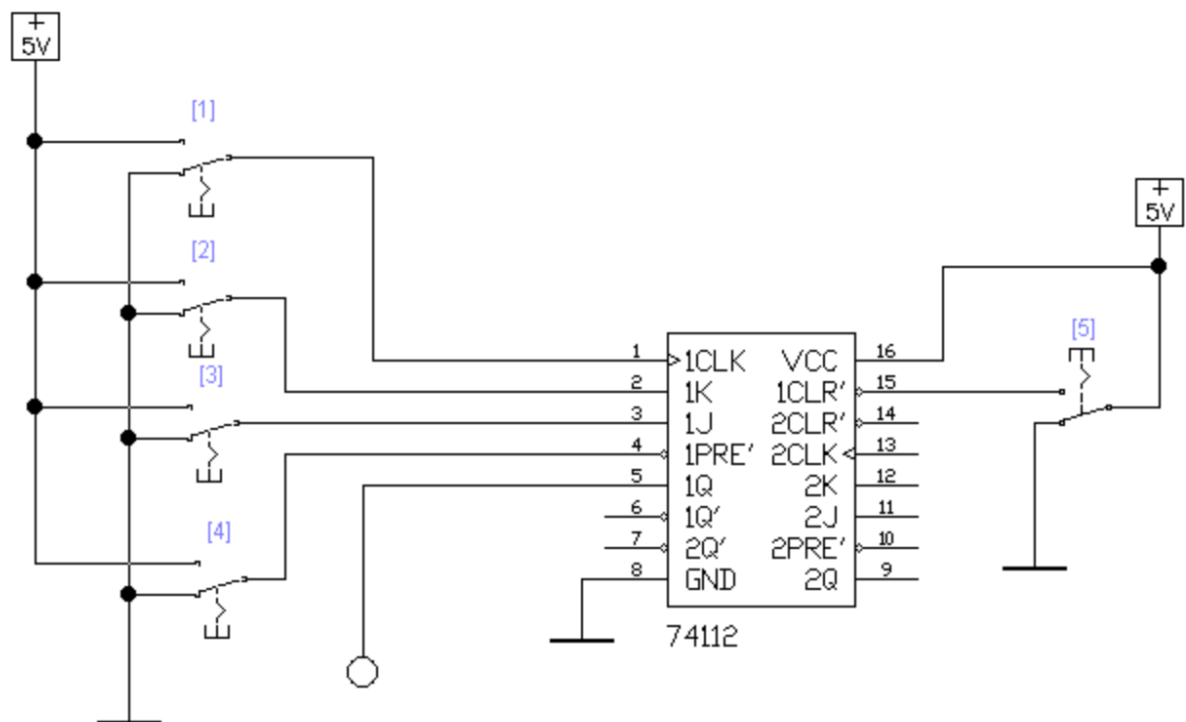 +
5V
[1]
[2]
[3]
[4]
+
5V
[5]
1 1CLK VCC 16
2 1K 1CLR' 15
3 1J 2CLR' 14
4 1PRE' 2CLK 13
5 1Q 2K 12
6 1Q' 2J 11
7 2Q' 2PRE' 10
8 GND 2Q 9
74112